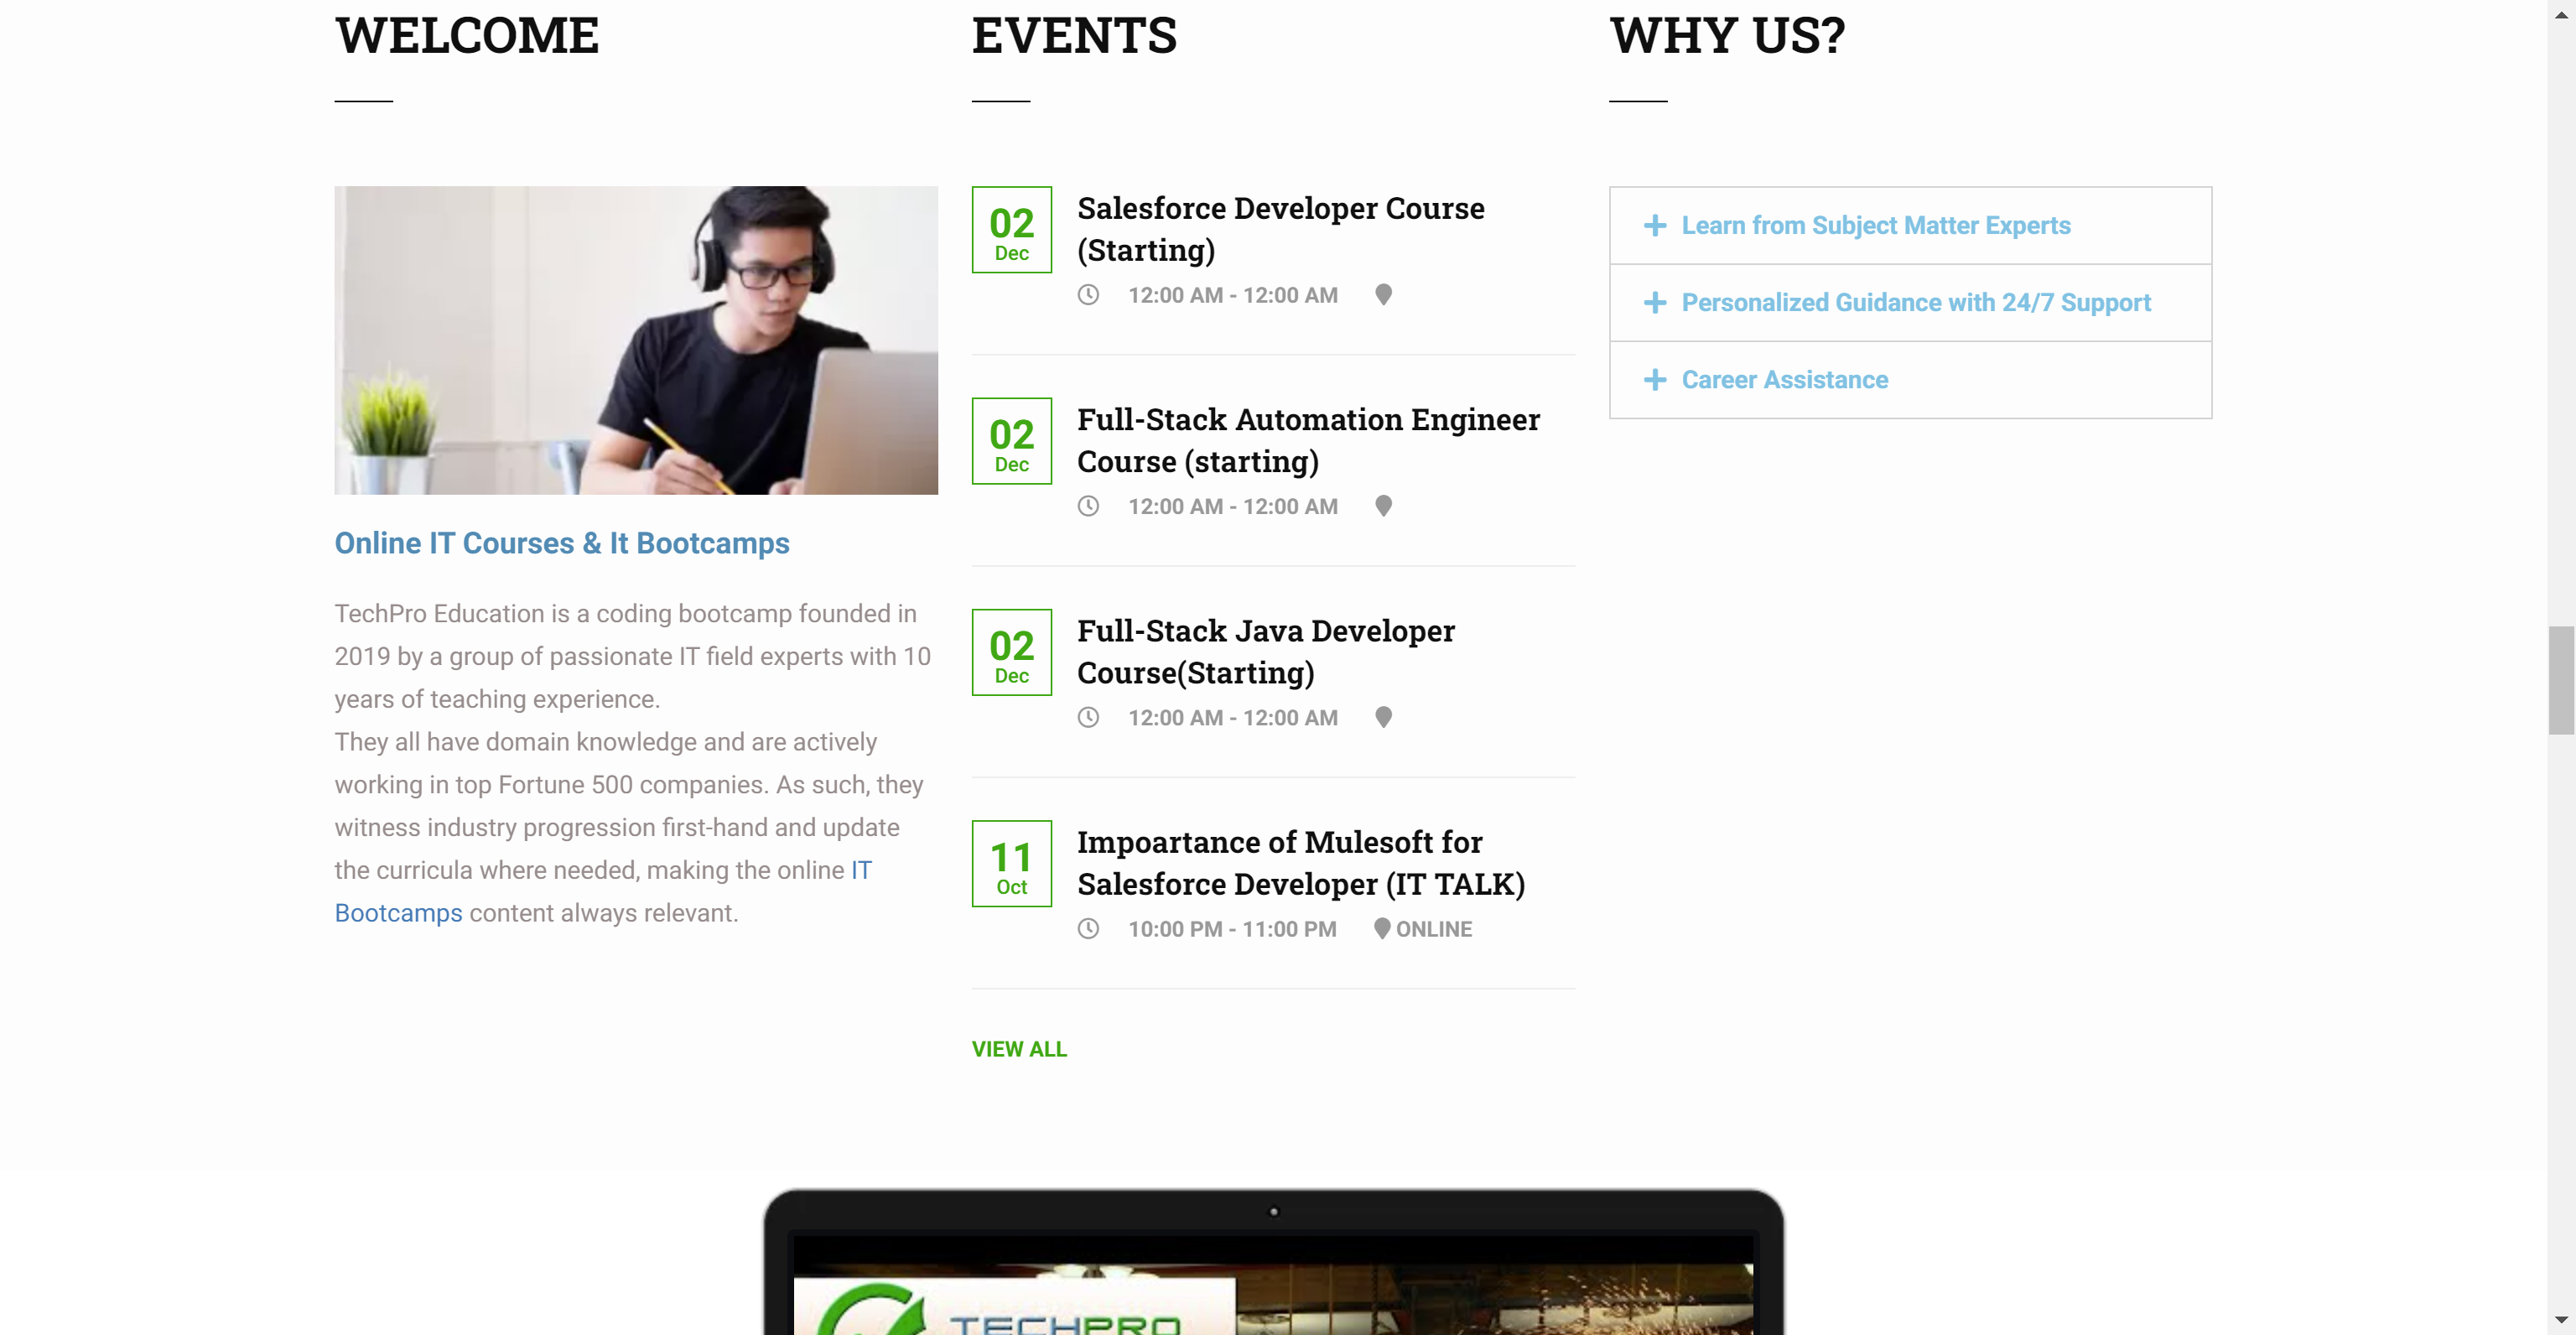 WELCOME
Online IT Courses & It Bootcamps
TechPro Education is a coding bootcamp founded in
2019 by a group of passionate IT field experts with 10
years of teaching experience.
They all have domain knowledge and are actively
working in top Fortune 500 companies. As such, they
witness industry progression first-hand and update
the curricula where needed, making the online IT
Bootcamps content always relevant.
EVENTS
02
Dec
Salesforce Developer Course
(Starting)
12:00 AM - 12:00 AM
02
Dec
Full-Stack Automation Engineer
Course (starting)
12:00 AM - 12:00 AM
02
Dec
Full-Stack Java Developer
Course(Starting)
12:00 AM - 12:00 AM
11
Oct
Impoartance of Mulesoft for
Salesforce Developer (IT TALK)
10:00 PM - 11:00 PM ONLINE
VIEW ALL
WHY US?
Learn from Subject Matter Experts
Personalized Guidance with 24/7 Support
Career Assistance
TECHPRO